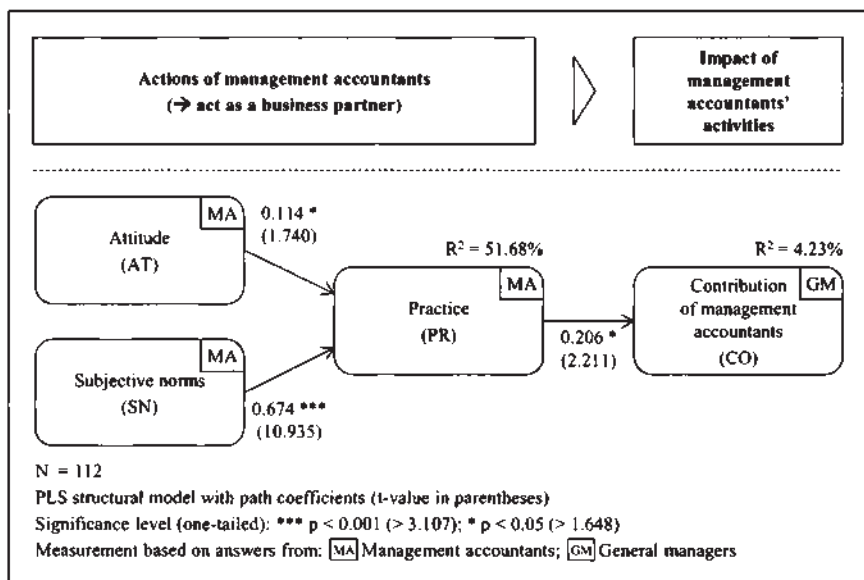 Actions of management accountants
(→ act as a business partner)
Impact of
management
accountants'
activities
MA
Attitude
(AT)
0.114 *
(1.740)
R² = 51.68%
R² = 4.23%
MA
Practice
(PR)
GM
Contribution
of management
accountants
(CO)
0.206 *
(2.211)
MA
Subjective norms
(SN)
0.674 ***
(10.935)
N = 112
PLS structural model with path coefficients (t-value in parentheses)
Significance level (one-tailed): *** p < 0.001 (> 3.107); * p < 0.05 (> 1.648)
Measurement based on answers from: MA Management accountants; GM General managers